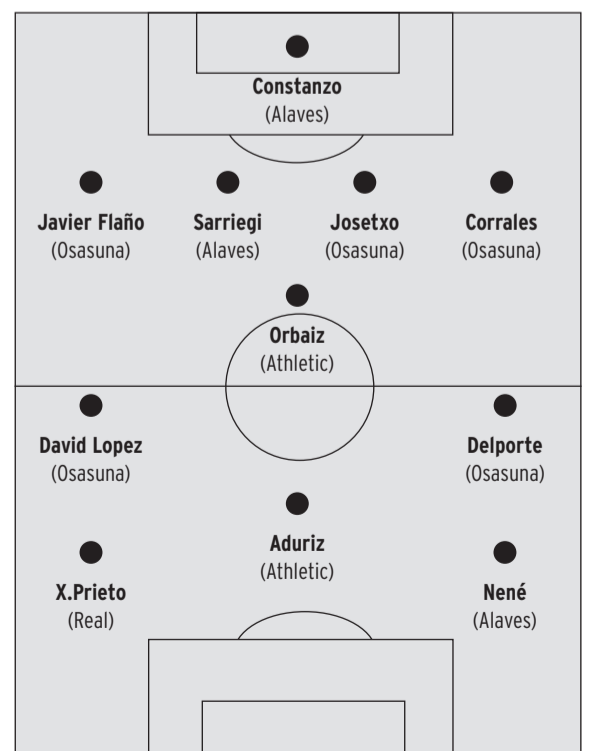 Constanzo
(Alaves)
Javier Flaño
(Osasuna)
Sarriegi
(Alaves)
Josetxo
(Osasuna)
Corrales
(Osasuna)
Orbaiz
(Athletic)
David Lopez
(Osasuna)
Delporte
(Osasuna)
Aduriz
(Athletic)
X.Prieto
(Real)
Nené
(Alaves)